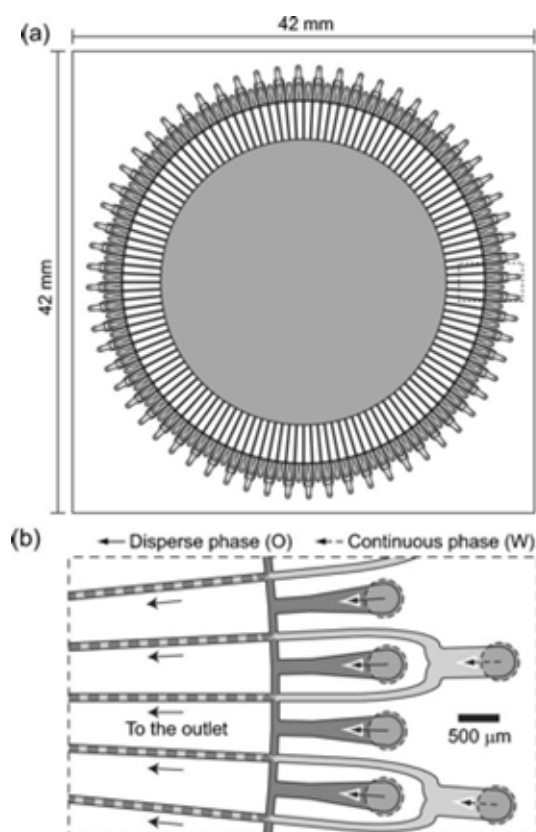 (a)
42 mm
42 mm
(b)
Disperse phase (O)
Continuous phase (W)
To the outlet
500 μm